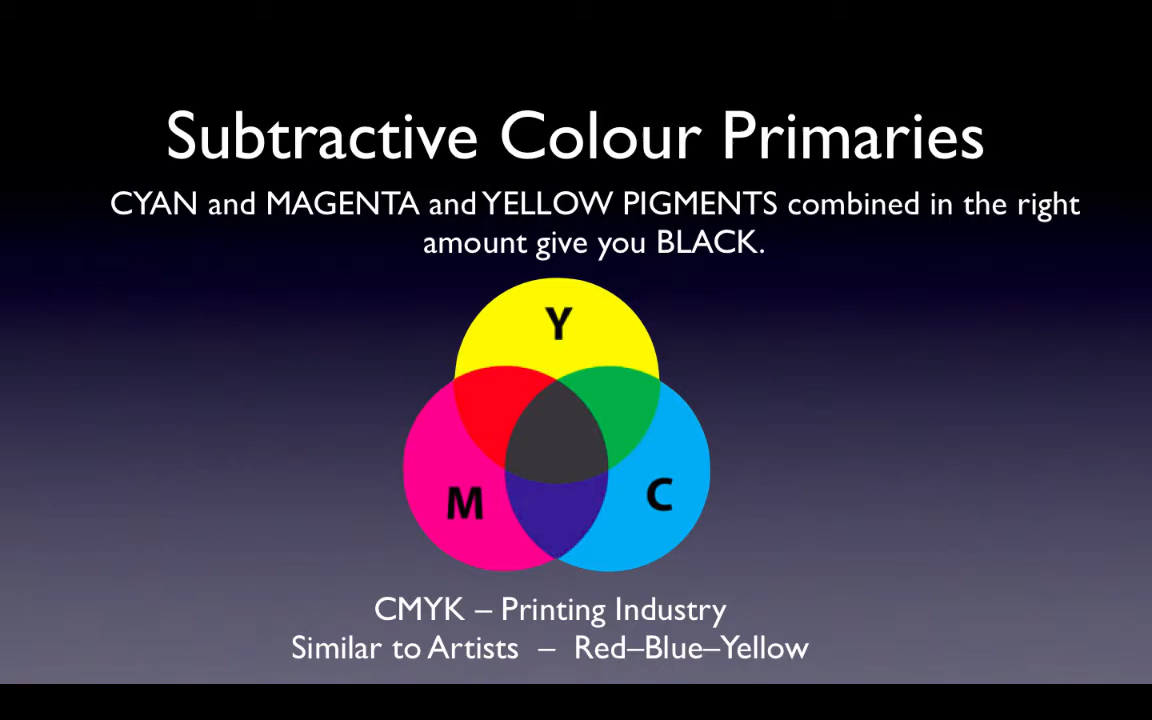 Subtractive Colour Primaries
CYAN and MAGENTA and YELLOW PIGMENTS combined in the right
amount give you BLACK.
Y
M
C
CMYK – Printing Industry
Similar to Artists – Red–Blue–Yellow